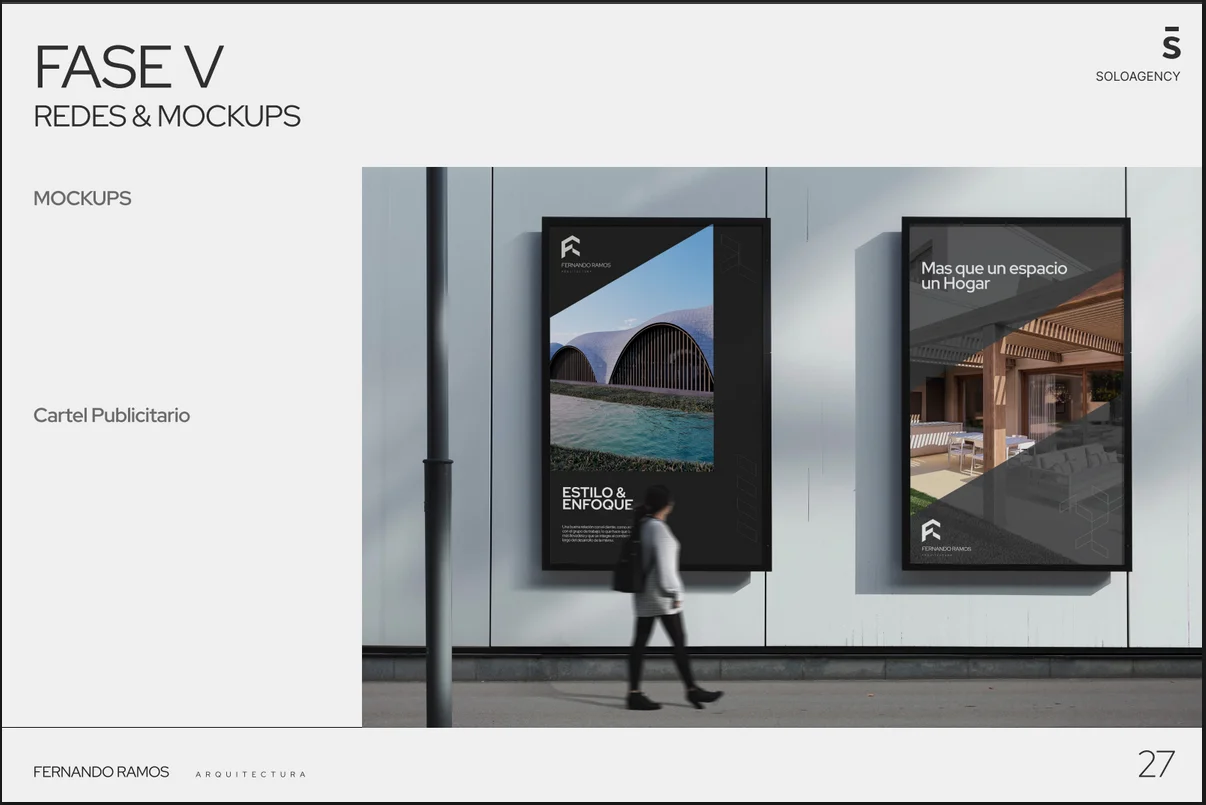 FASE V
REDES & MOCKUPS
S
SOLOAGENCY
MOCKUPS
Cartel Publicitario
FERNANDO RAMOS
ARQUITECTURA
ESTILO &
ENFOQUE
Mas que un espacio
un Hogar
FERNANDO RAMOS
FERNANDO RAMOS
ARQUITECTURA
27